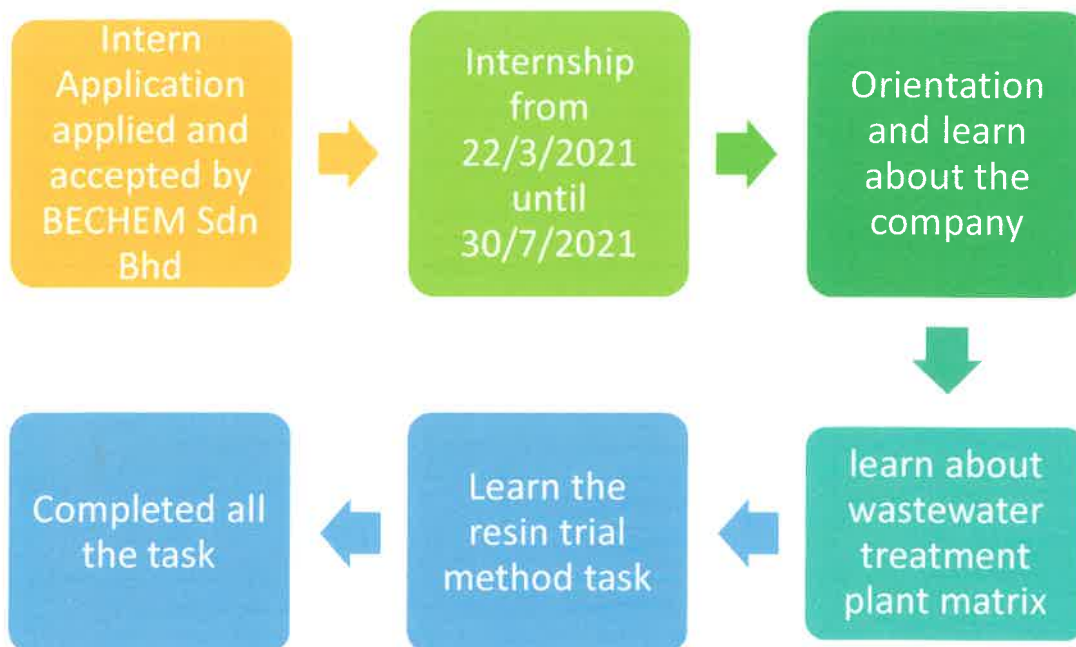 Intern
Application
applied and
accepted by
BECHEM Sdn
Bhd
Internship
from
22/3/2021
until
30/7/2021
Orientation
and learn
about the
company
learn about
wastewater
treatment
plant matrix
Learn the
resin trial
method task
Completed all
the task